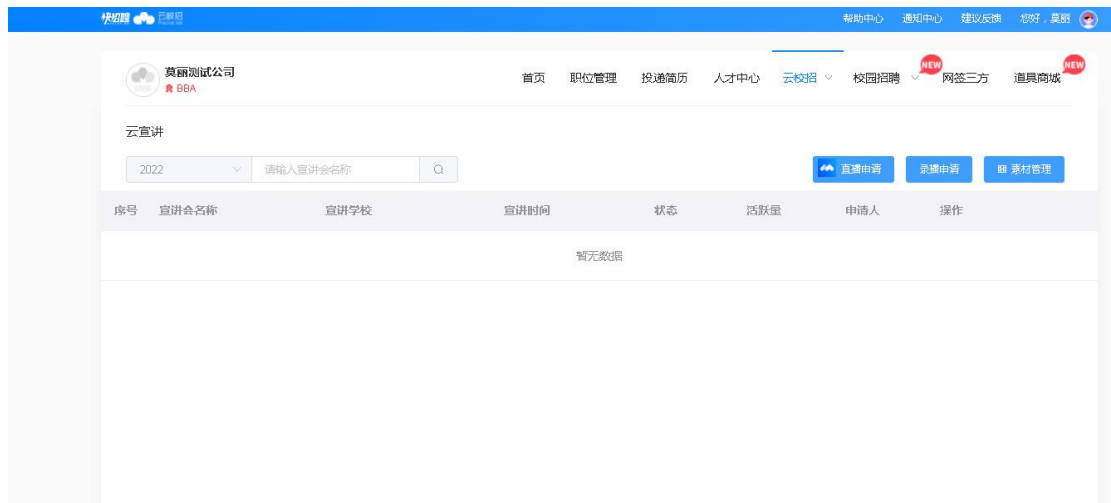 快招聘 云校招 帮助中心 通知中心 建议反馈 您好，莫丽
莫丽测试公司
BBA
首页 职位管理 投递简历 人才中心 云校招 校园招聘 NEW 网签三方 道具商城 NEW
云宣讲
2022 请输入宣讲会名称 直播申请 录播申请 素材管理
序号 宣讲会名称 宣讲学校 宣讲时间 状态 活跃量 申请人 操作
暂无数据